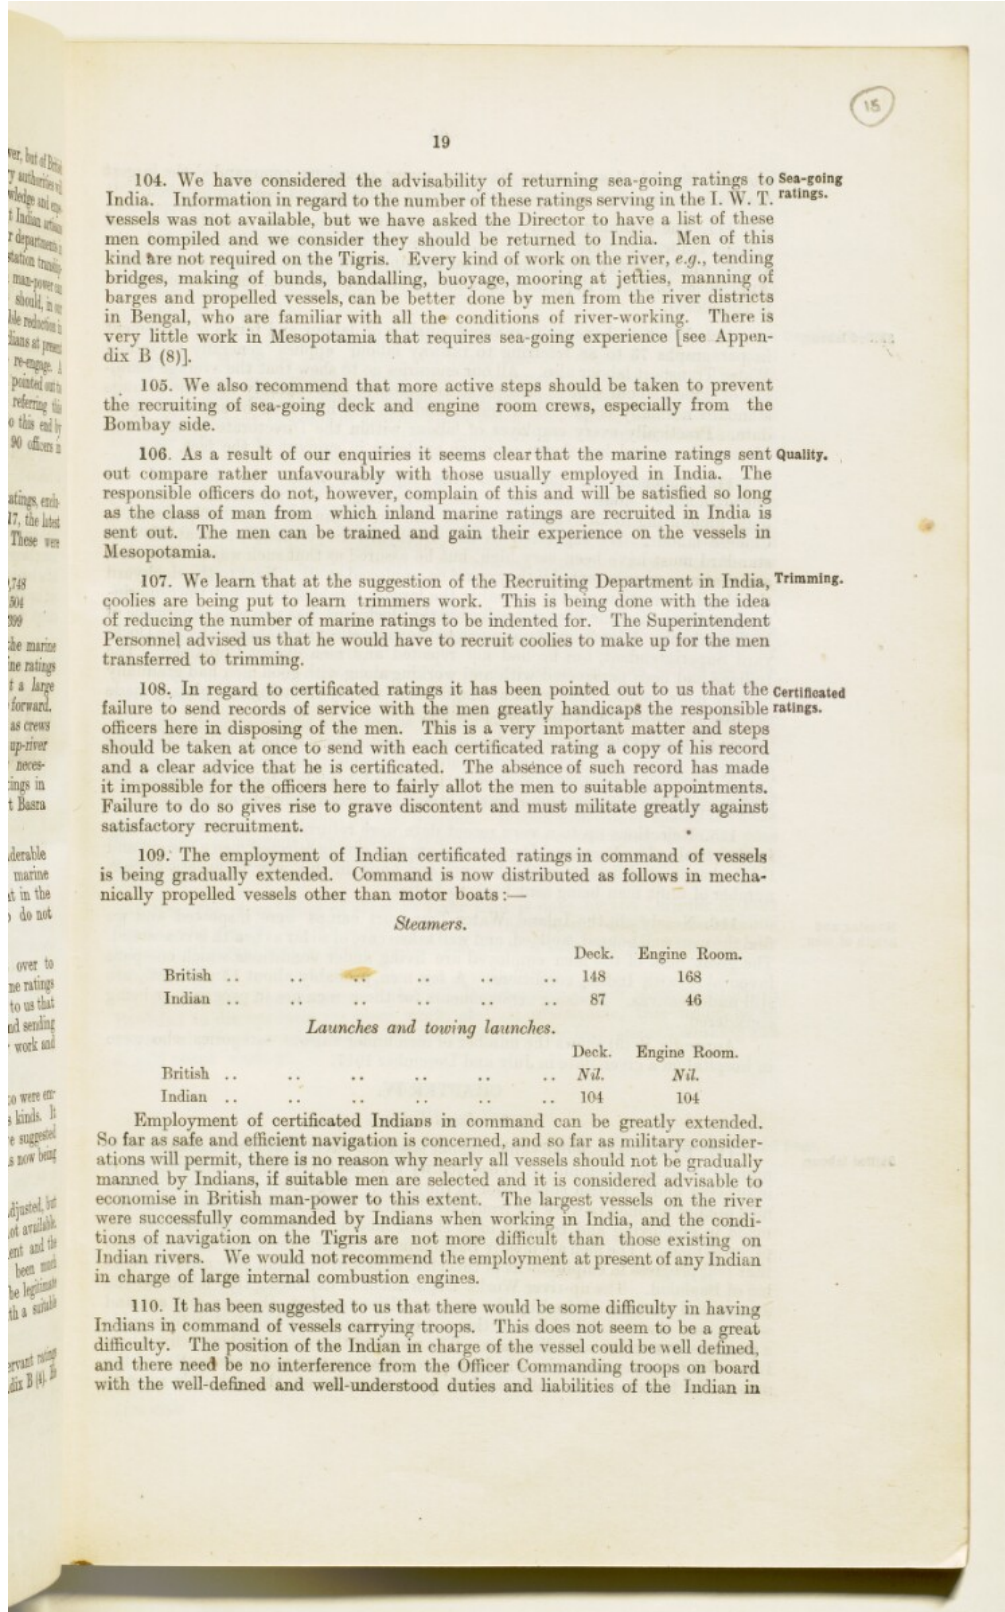 15
19
104. We have considered the advisability of returning sea-going ratings to Sea-going
India. Information in regard to the number of these ratings serving in the I. W. T. ratings.
vessels was not available, but we have asked the Director to have a list of these
men compiled and we consider they should be returned to India. Men of this
kind are not required on the Tigris. Every kind of work on the river, e.g., tending
bridges, making of bunds, bandalling, buoyage, mooring at jetties, manning of
barges and propelled vessels, can be better done by men from the river districts
in Bengal, who are familiar with all the conditions of river-working. There is
very little work in Mesopotamia that requires sea-going experience [see Appen-
dix B (8)].
105. We also recommend that more active steps should be taken to prevent
the recruiting of sea-going deck and engine room crews, especially from the
Bombay side.
106. As a result of our enquiries it seems clear that the marine ratings sent Quality.
out compare rather unfavourably with those usually employed in India. The
responsible officers do not, however, complain of this and will be satisfied so long
as the class of man from which inland marine ratings are recruited in India is
sent out. The men can be trained and gain their experience on the vessels in
Mesopotamia.
107. We learn that at the suggestion of the Recruiting Department in India, Trimming.
coolies are being put to learn trimmers work. This is being done with the idea
of reducing the number of marine ratings to be indented for. The Superintendent
Personnel advised us that he would have to recruit coolies to make up for the men
transferred to trimming.
108. In regard to certificated ratings it has been pointed out to us that the Certificated
failure to send records of service with the men greatly handicaps the responsible ratings.
officers here in disposing of the men. This is a very important matter and steps
should be taken at once to send with each certificated rating a copy of his record
and a clear advice that he is certificated. The absence of such record has made
it impossible for the officers here to fairly allot the men to suitable appointments.
Failure to do so gives rise to grave discontent and must militate greatly against
satisfactory recruitment.
109. The employment of Indian certificated ratings in command of vessels
is being gradually extended. Command is now distributed as follows in mecha-
nically propelled vessels other than motor boats :—
Steamers.
Deck. Engine Room.
British .. .. .. .. .. .. 148 168
Indian .. .. .. .. .. .. 87 46
Launches and towing launches.
Deck. Engine Room.
British .. .. .. .. .. .. Nil. Nil.
Indian .. .. .. .. .. .. 104 104
Employment of certificated Indians in command can be greatly extended.
So far as safe and efficient navigation is concerned, and so far as military consider-
ations will permit, there is no reason why nearly all vessels should not be gradually
manned by Indians, if suitable men are selected and it is considered advisable to
economise in British man-power to this extent. The largest vessels on the river
were successfully commanded by Indians when working in India, and the condi-
tions of navigation on the Tigris are not more difficult than those existing on
Indian rivers. We would not recommend the employment at present of any Indian
in charge of large internal combustion engines.
110. It has been suggested to us that there would be some difficulty in having
Indians in command of vessels carrying troops. This does not seem to be a great
difficulty. The position of the Indian in charge of the vessel could be well defined,
and there need be no interference from the Officer Commanding troops on board
with the well-defined and well-understood duties and liabilities of the Indian in